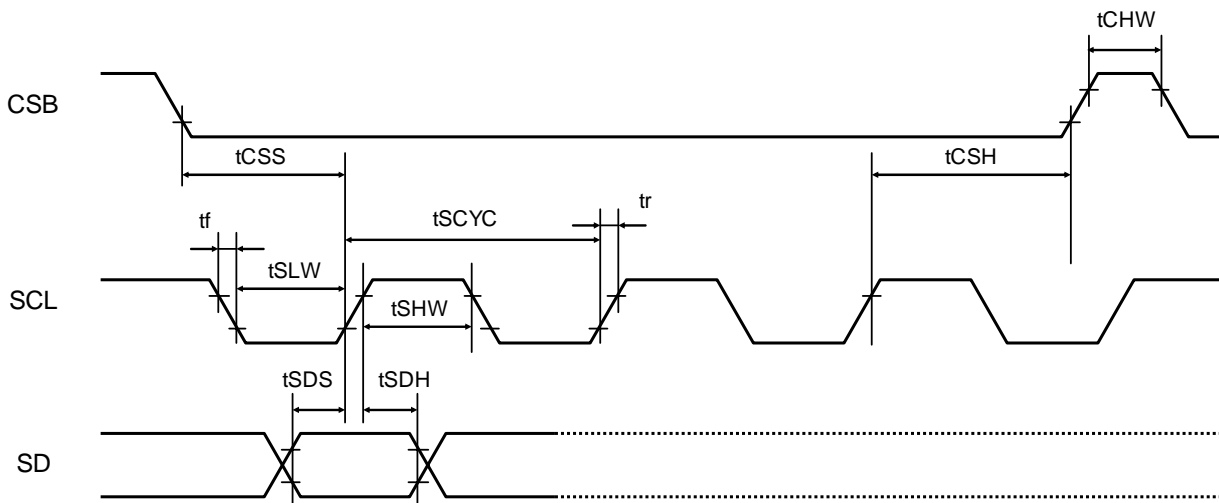 tCHW
CSB
tCSS
tCSH
tf
tSCYC
tr
tSLW
SCL
tSHW
tSDS
tSDH
SD